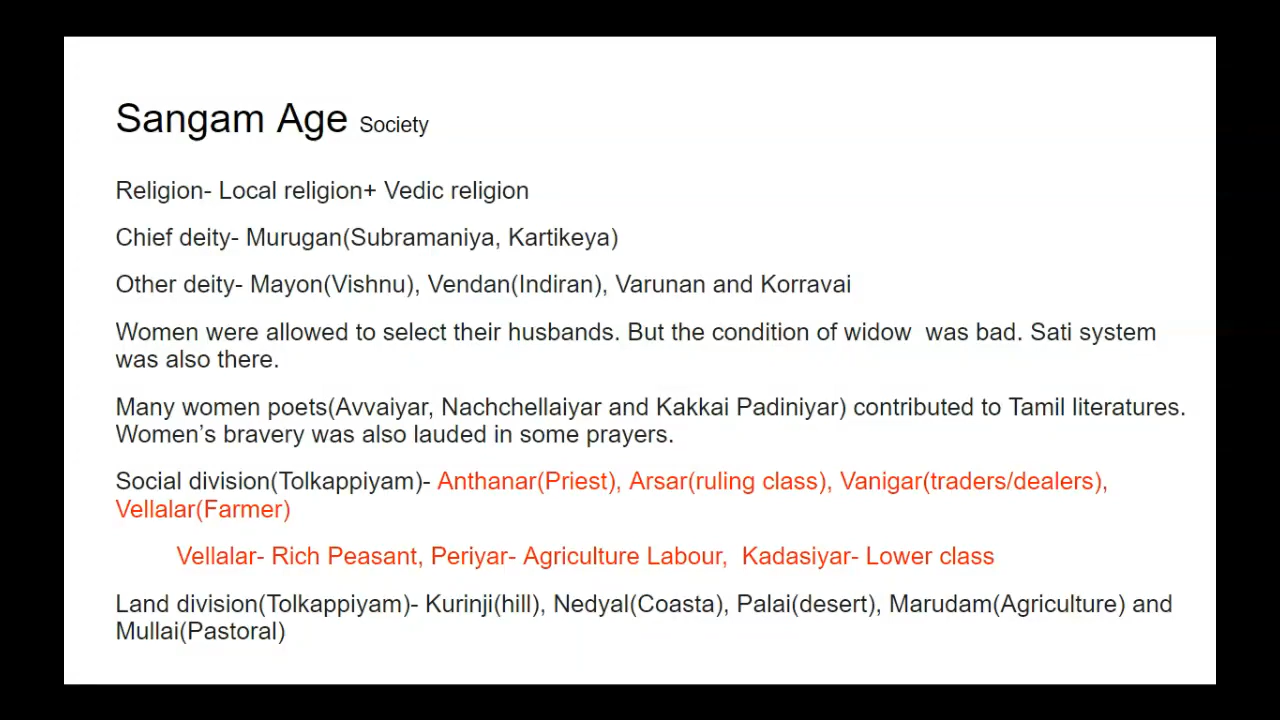 Sangam Age Society
Religion- Local religion+ Vedic religion
Chief deity- Murugan(Subramaniya, Kartikeya)
Other deity- Mayon(Vishnu), Vendan(Indiran), Varunan and Korravai
Women were allowed to select their husbands. But the condition of widow  was bad. Sati system
was also there.
Many women poets(Avvaiyar, Nachchellaiyar and Kakkai Padiniyar) contributed to Tamil literatures.
Women’s bravery was also lauded in some prayers.
Social division(Tolkappiyam)- Anthanar(Priest), Arsar(ruling class), Vanigar(traders/dealers),
Vellalar(Farmer)
Vellalar- Rich Peasant, Periyar- Agriculture Labour,  Kadasiyar- Lower class
Land division(Tolkappiyam)- Kurinji(hill), Nedyal(Coasta), Palai(desert), Marudam(Agriculture) and
Mullai(Pastoral)